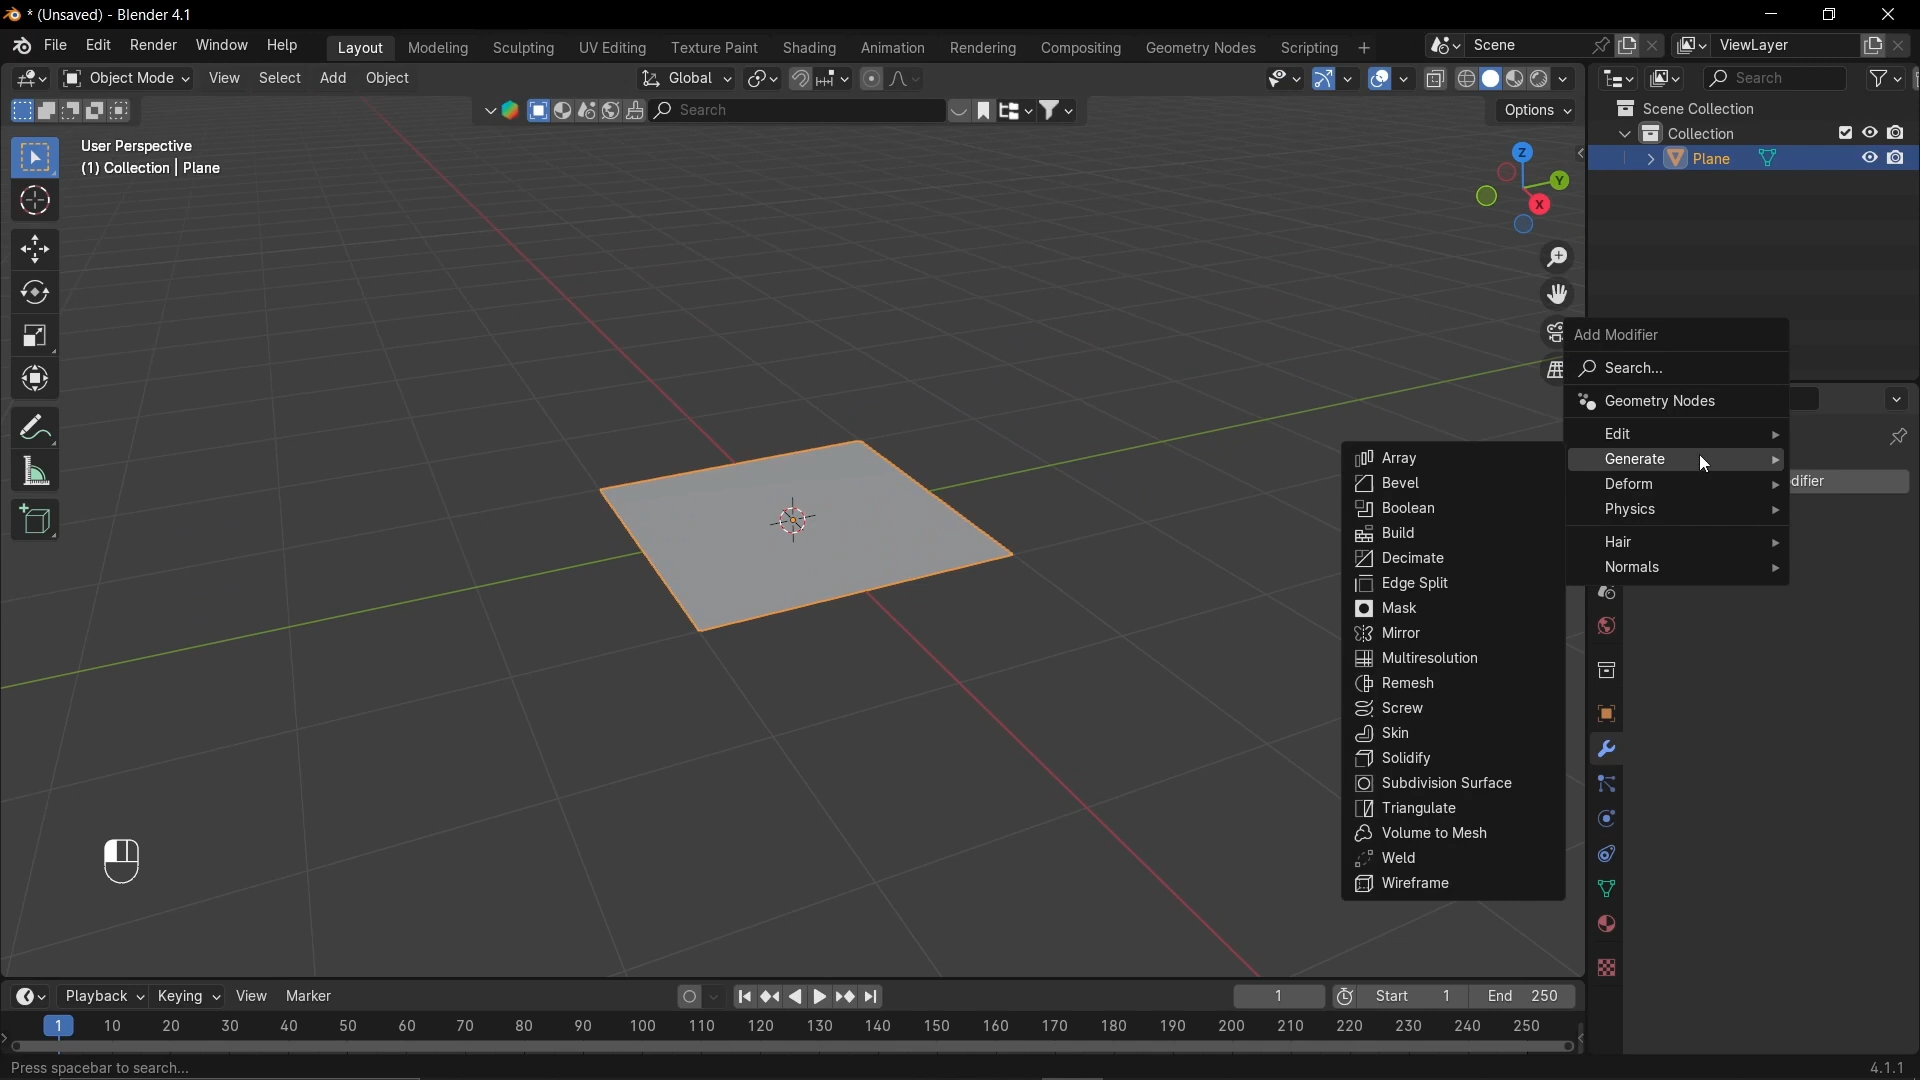 * (Unsaved) - Blender 4.1
File Edit Render Window Help Layout Modeling Sculpting UV Editing Texture Paint Shading Animation Rendering Compositing Geometry Nodes Scripting + Scene ViewLayer
Object Mode View Select Add Object Global Search
Search Options
Scene Collection
Collection
Plane
User Perspective
(1) Collection | Plane
Z
Y
X
Add Modifier
Search...
Geometry Nodes
Edit
Generate
Deform
Physics
Hair
Normals
difier
Array
Bevel
Boolean
Build
Decimate
Edge Split
Mask
Mirror
Multiresolution
Remesh
Screw
Skin
Solidify
Subdivision Surface
Triangulate
Volume to Mesh
Weld
Wireframe
Playback Keying View Marker 1 Start 1 End 250
1 10 20 30 40 50 60 70 80 90 100 110 120 130 140 150 160 170 180 190 200 210 220 230 240 250
Press spacebar to search... 4.1.1